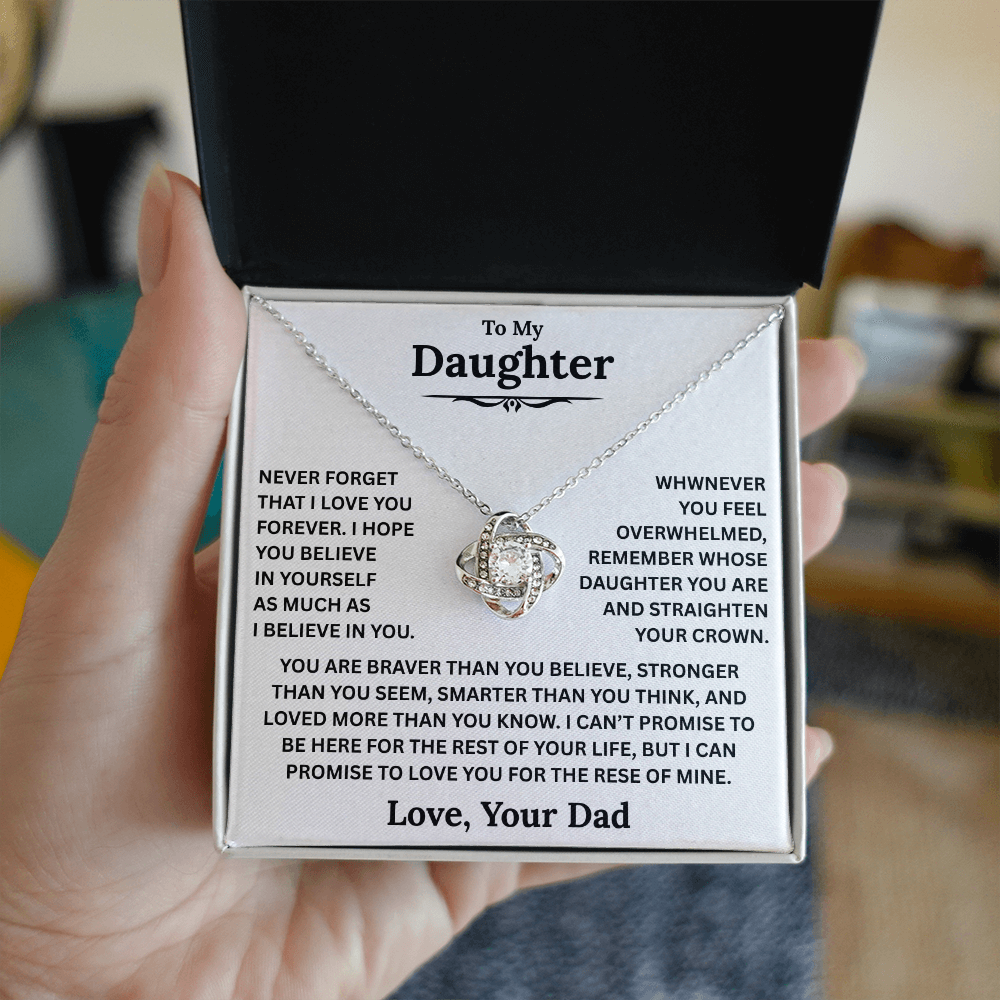 To My
Daughter
NEVER FORGET
THAT I LOVE YOU
FOREVER. I HOPE
YOU BELIEVE
IN YOURSELF
AS MUCH AS
I BELIEVE IN YOU.
WHWNEVER
YOU FEEL
OVERWHELMED,
REMEMBER WHOSE
DAUGHTER YOU ARE
AND STRAIGHTEN
YOUR CROWN.
YOU ARE BRAVER THAN YOU BELIEVE, STRONGER
THAN YOU SEEM, SMARTER THAN YOU THINK, AND
LOVED MORE THAN YOU KNOW. I CAN’T PROMISE TO
BE HERE FOR THE REST OF YOUR LIFE, BUT I CAN
PROMISE TO LOVE YOU FOR THE RESE OF MINE.
Love, Your Dad